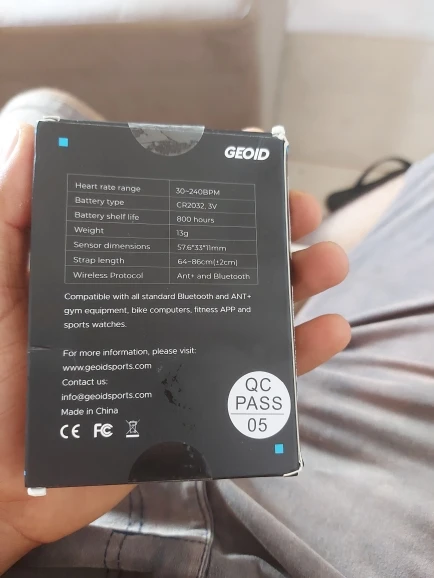 GEOID
Heart rate range 30~240BPM
Battery type CR2032, 3V
Battery shelf life 800 hours
Weight 13g
Sensor dimensions 57.6*33*11mm
Strap length 64~86cm(±2cm)
Wireless Protocol Ant+ and Bluetooth
Compatible with all standard Bluetooth and ANT+
gym equipment, bike computers, fitness APP and
sports watches.
For more information, please visit:
www.geoidsports.com
Contact us:
info@geoidsports.com
Made in China
CE FC
QC
PASS
05